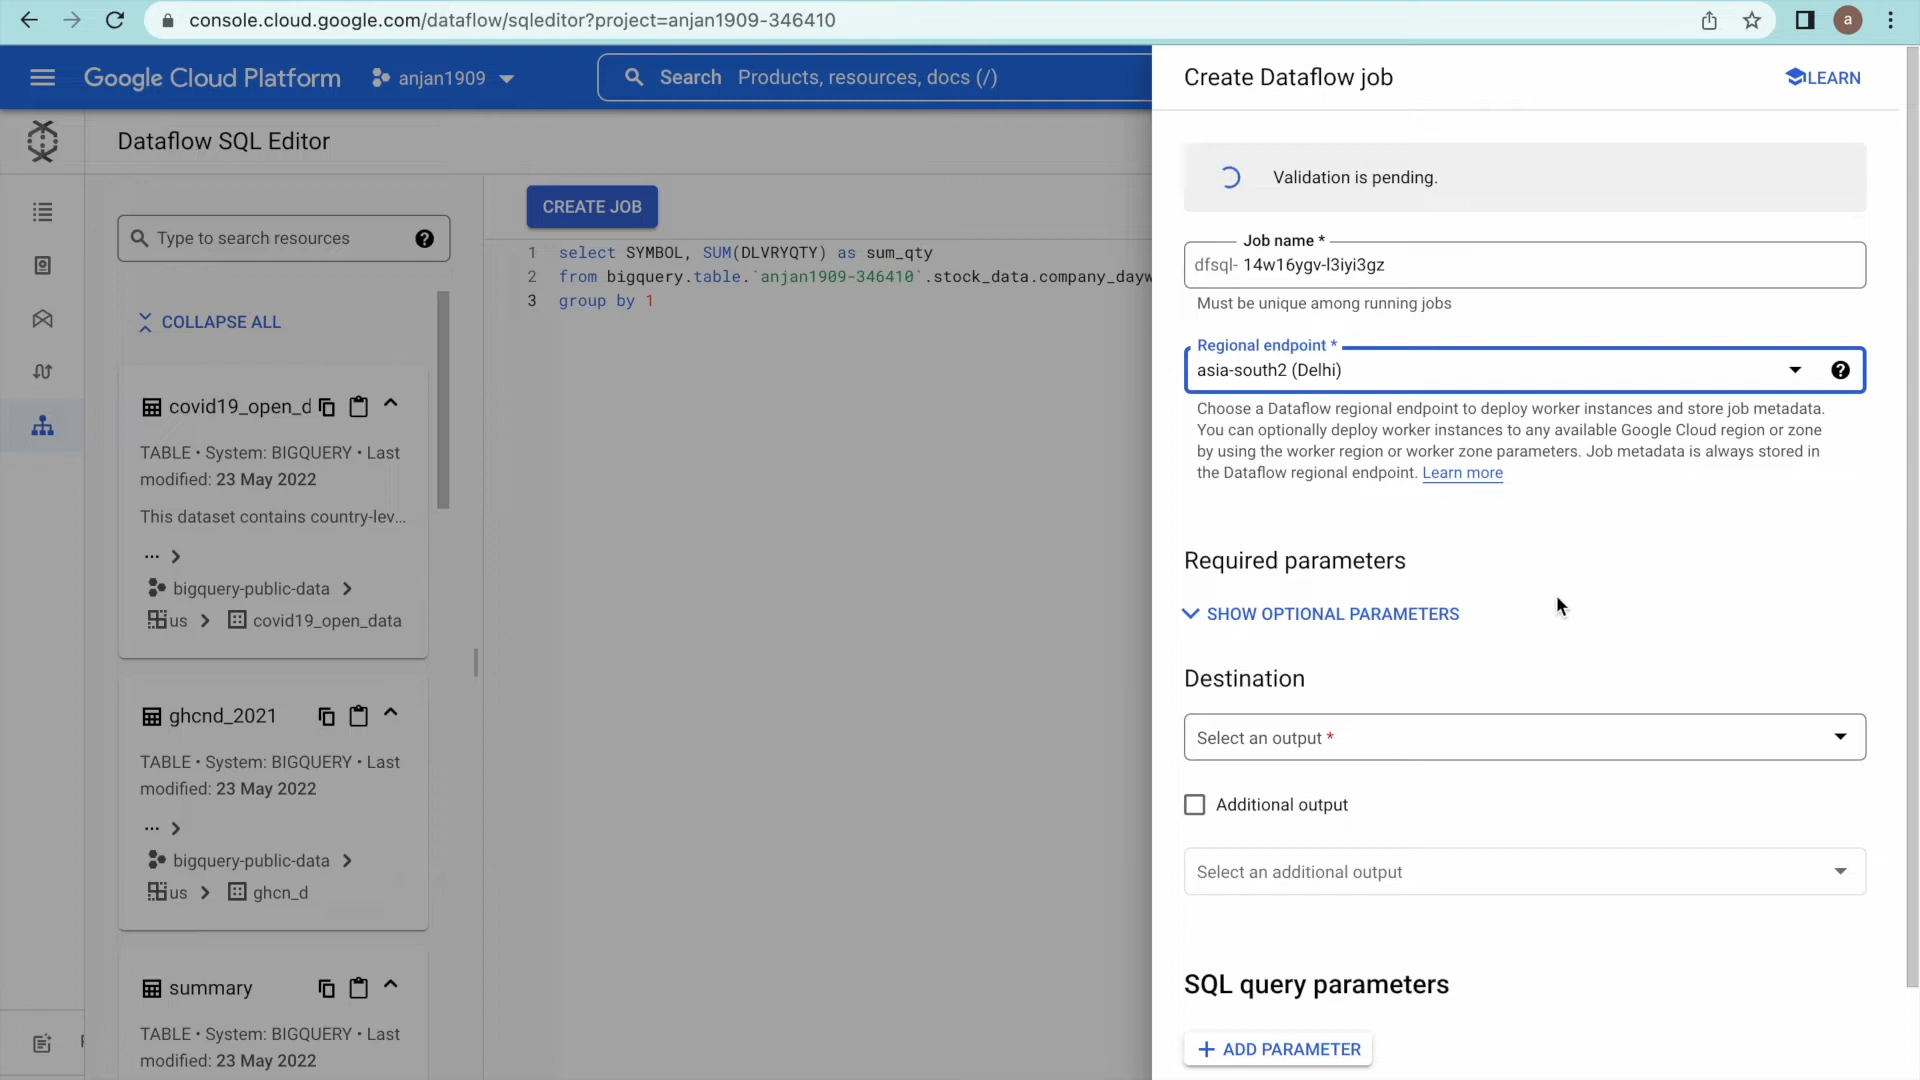 console.cloud.google.com/dataflow/sqleditor?project=anjan1909-346410
a
Google Cloud Platform
anjan1909
Search Products, resources, docs (/)
Dataflow SQL Editor
Type to search resources
COLLAPSE ALL
covid19_open_d
TABLE • System: BIGQUERY • Last
modified: 23 May 2022
This dataset contains country-lev...
...
bigquery-public-data
us
covid19_open_data
ghcnd_2021
TABLE • System: BIGQUERY • Last
modified: 23 May 2022
...
bigquery-public-data
us
ghcn_d
summary
TABLE • System: BIGQUERY • Last
modified: 23 May 2022
CREATE JOB
1 select SYMBOL, SUM(DLVRYQTY) as sum_qty
2 from bigquery.table.`anjan1909-346410`.stock_data.company_dayw
3 group by 1
Create Dataflow job
LEARN
Validation is pending.
Job name *
dfsql- 14w16ygv-l3iyi3gz
Must be unique among running jobs
Regional endpoint *
asia-south2 (Delhi)
?
Choose a Dataflow regional endpoint to deploy worker instances and store job metadata.
You can optionally deploy worker instances to any available Google Cloud region or zone
by using the worker region or worker zone parameters. Job metadata is always stored in
the Dataflow regional endpoint. Learn more
Required parameters
SHOW OPTIONAL PARAMETERS
Destination
Select an output *
Additional output
Select an additional output
SQL query parameters
+ ADD PARAMETER